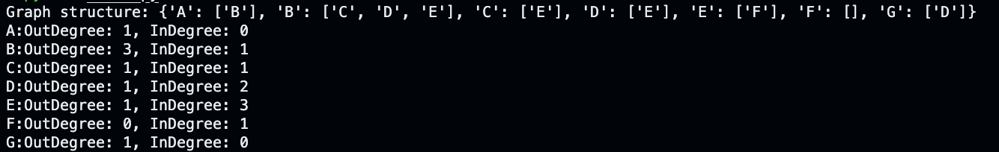 Graph structure: {'A': ['B'], 'B': ['C', 'D', 'E'], 'C': ['E'], 'D': ['E'], 'E': ['F'], 'F': [], 'G': ['D']}
A:OutDegree: 1, InDegree: 0
B:OutDegree: 3, InDegree: 1
C:OutDegree: 1, InDegree: 1
D:OutDegree: 1, InDegree: 2
E:OutDegree: 1, InDegree: 3
F:OutDegree: 0, InDegree: 1
G:OutDegree: 1, InDegree: 0